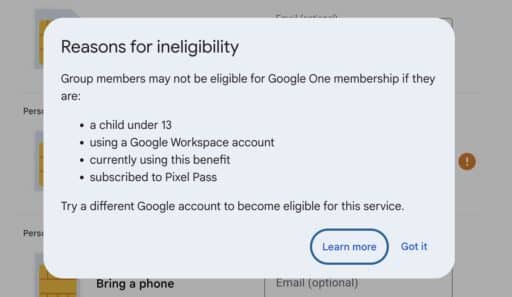 Email (optional)
Reasons for ineligibility
Group members may not be eligible for Google One membership if they
are:
• a child under 13
Perso
• using a Google Workspace account
• currently using this benefit
• subscribed to Pixel Pass
Try a different Google account to become eligible for this service.
Perso
Learn more
Got it
Bring a phone
Email (optional)